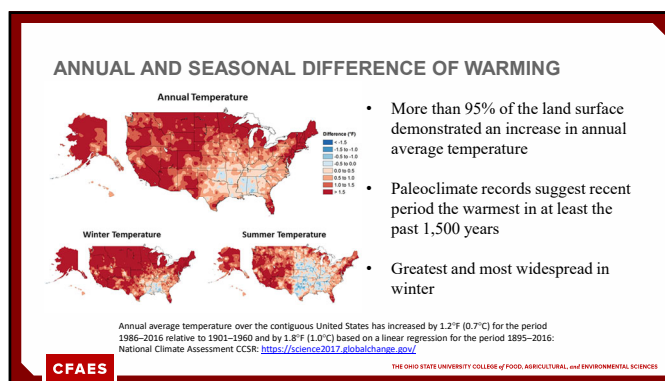 ANNUAL AND SEASONAL DIFFERENCE OF WARMING
Annual Temperature
Difference (°F)
< -1.5
-1.5 to -1.0
-1.0 to -0.5
-0.5 to 0.0
0.0 to 0.5
0.5 to 1.0
1.0 to 1.5
> 1.5
Winter Temperature
Summer Temperature
• More than 95% of the land surface
demonstrated an increase in annual
average temperature
• Paleoclimate records suggest recent
period the warmest in at least the
past 1,500 years
• Greatest and most widespread in
winter
Annual average temperature over the contiguous United States has increased by 1.2°F (0.7°C) for the period
1986–2016 relative to 1901–1960 and by 1.8°F (1.0°C) based on a linear regression for the period 1895–2016:
National Climate Assessment CCSR: https://science2017.globalchange.gov/
CFAES
THE OHIO STATE UNIVERSITY COLLEGE of FOOD, AGRICULTURAL, and ENVIRONMENTAL SCIENCES